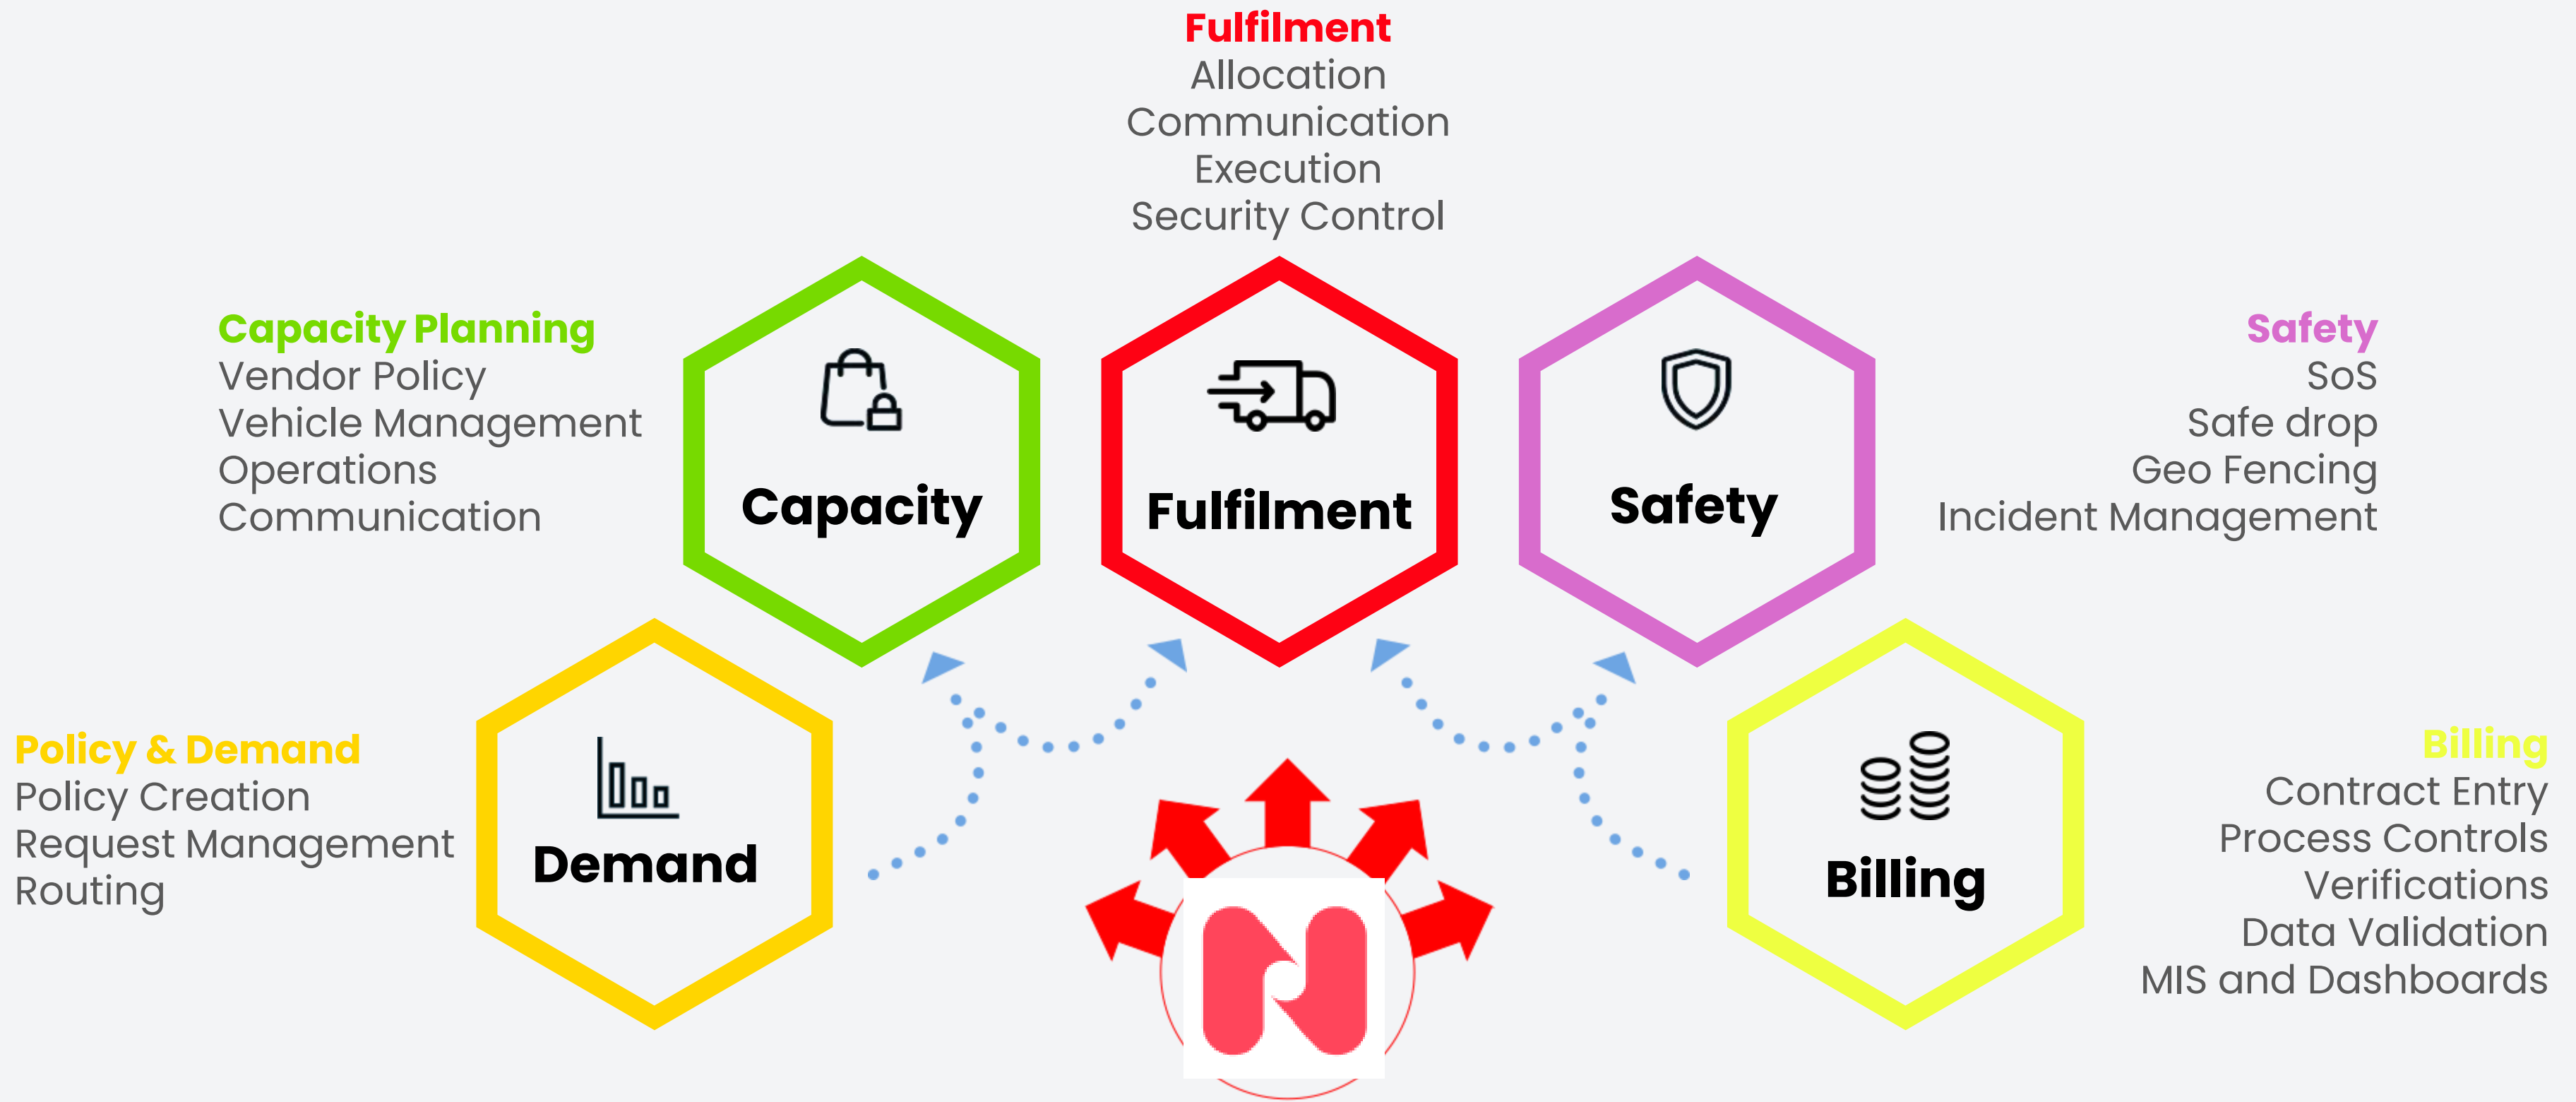 Fulfilment
Allocation
Communication
Execution
Security Control
Capacity Planning
Vendor Policy
Vehicle Management
Operations
Communication
Capacity
Fulfilment
Safety
Safety
SoS
Safe drop
Geo Fencing
Incident Management
Policy & Demand
Policy Creation
Request Management
Routing
Demand
Billing
Billing
Contract Entry
Process Controls
Verifications
Data Validation
MIS and Dashboards